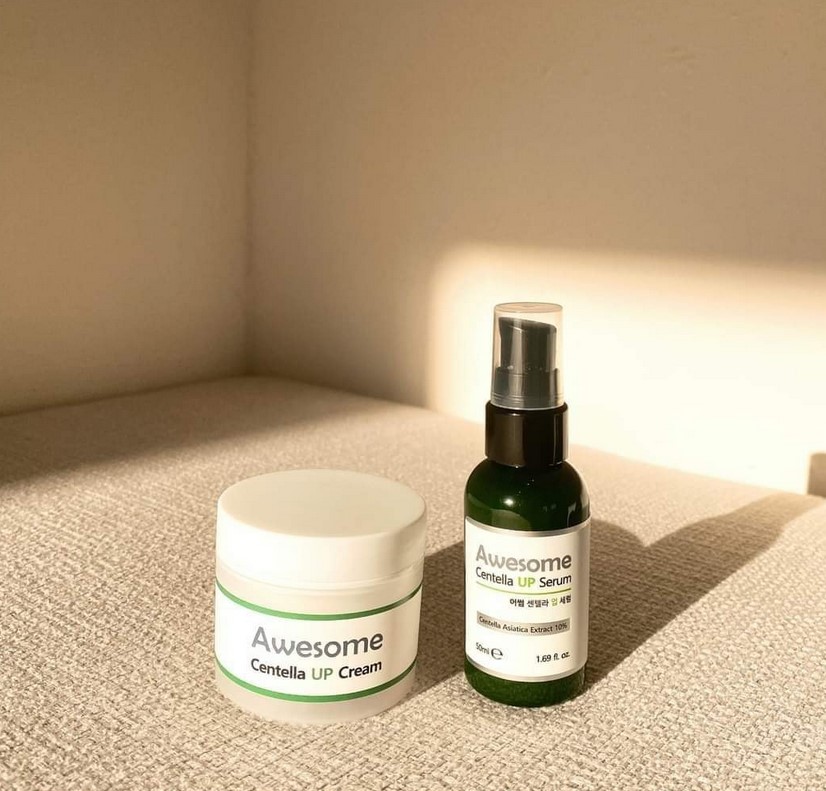 Awesome
Centella UP Cream
Awesome
Centella UP Serum
어썸 센텔라 업 세럼
Centella Asiatica Extract 10%
50ml ℮
1.69 fl. oz.